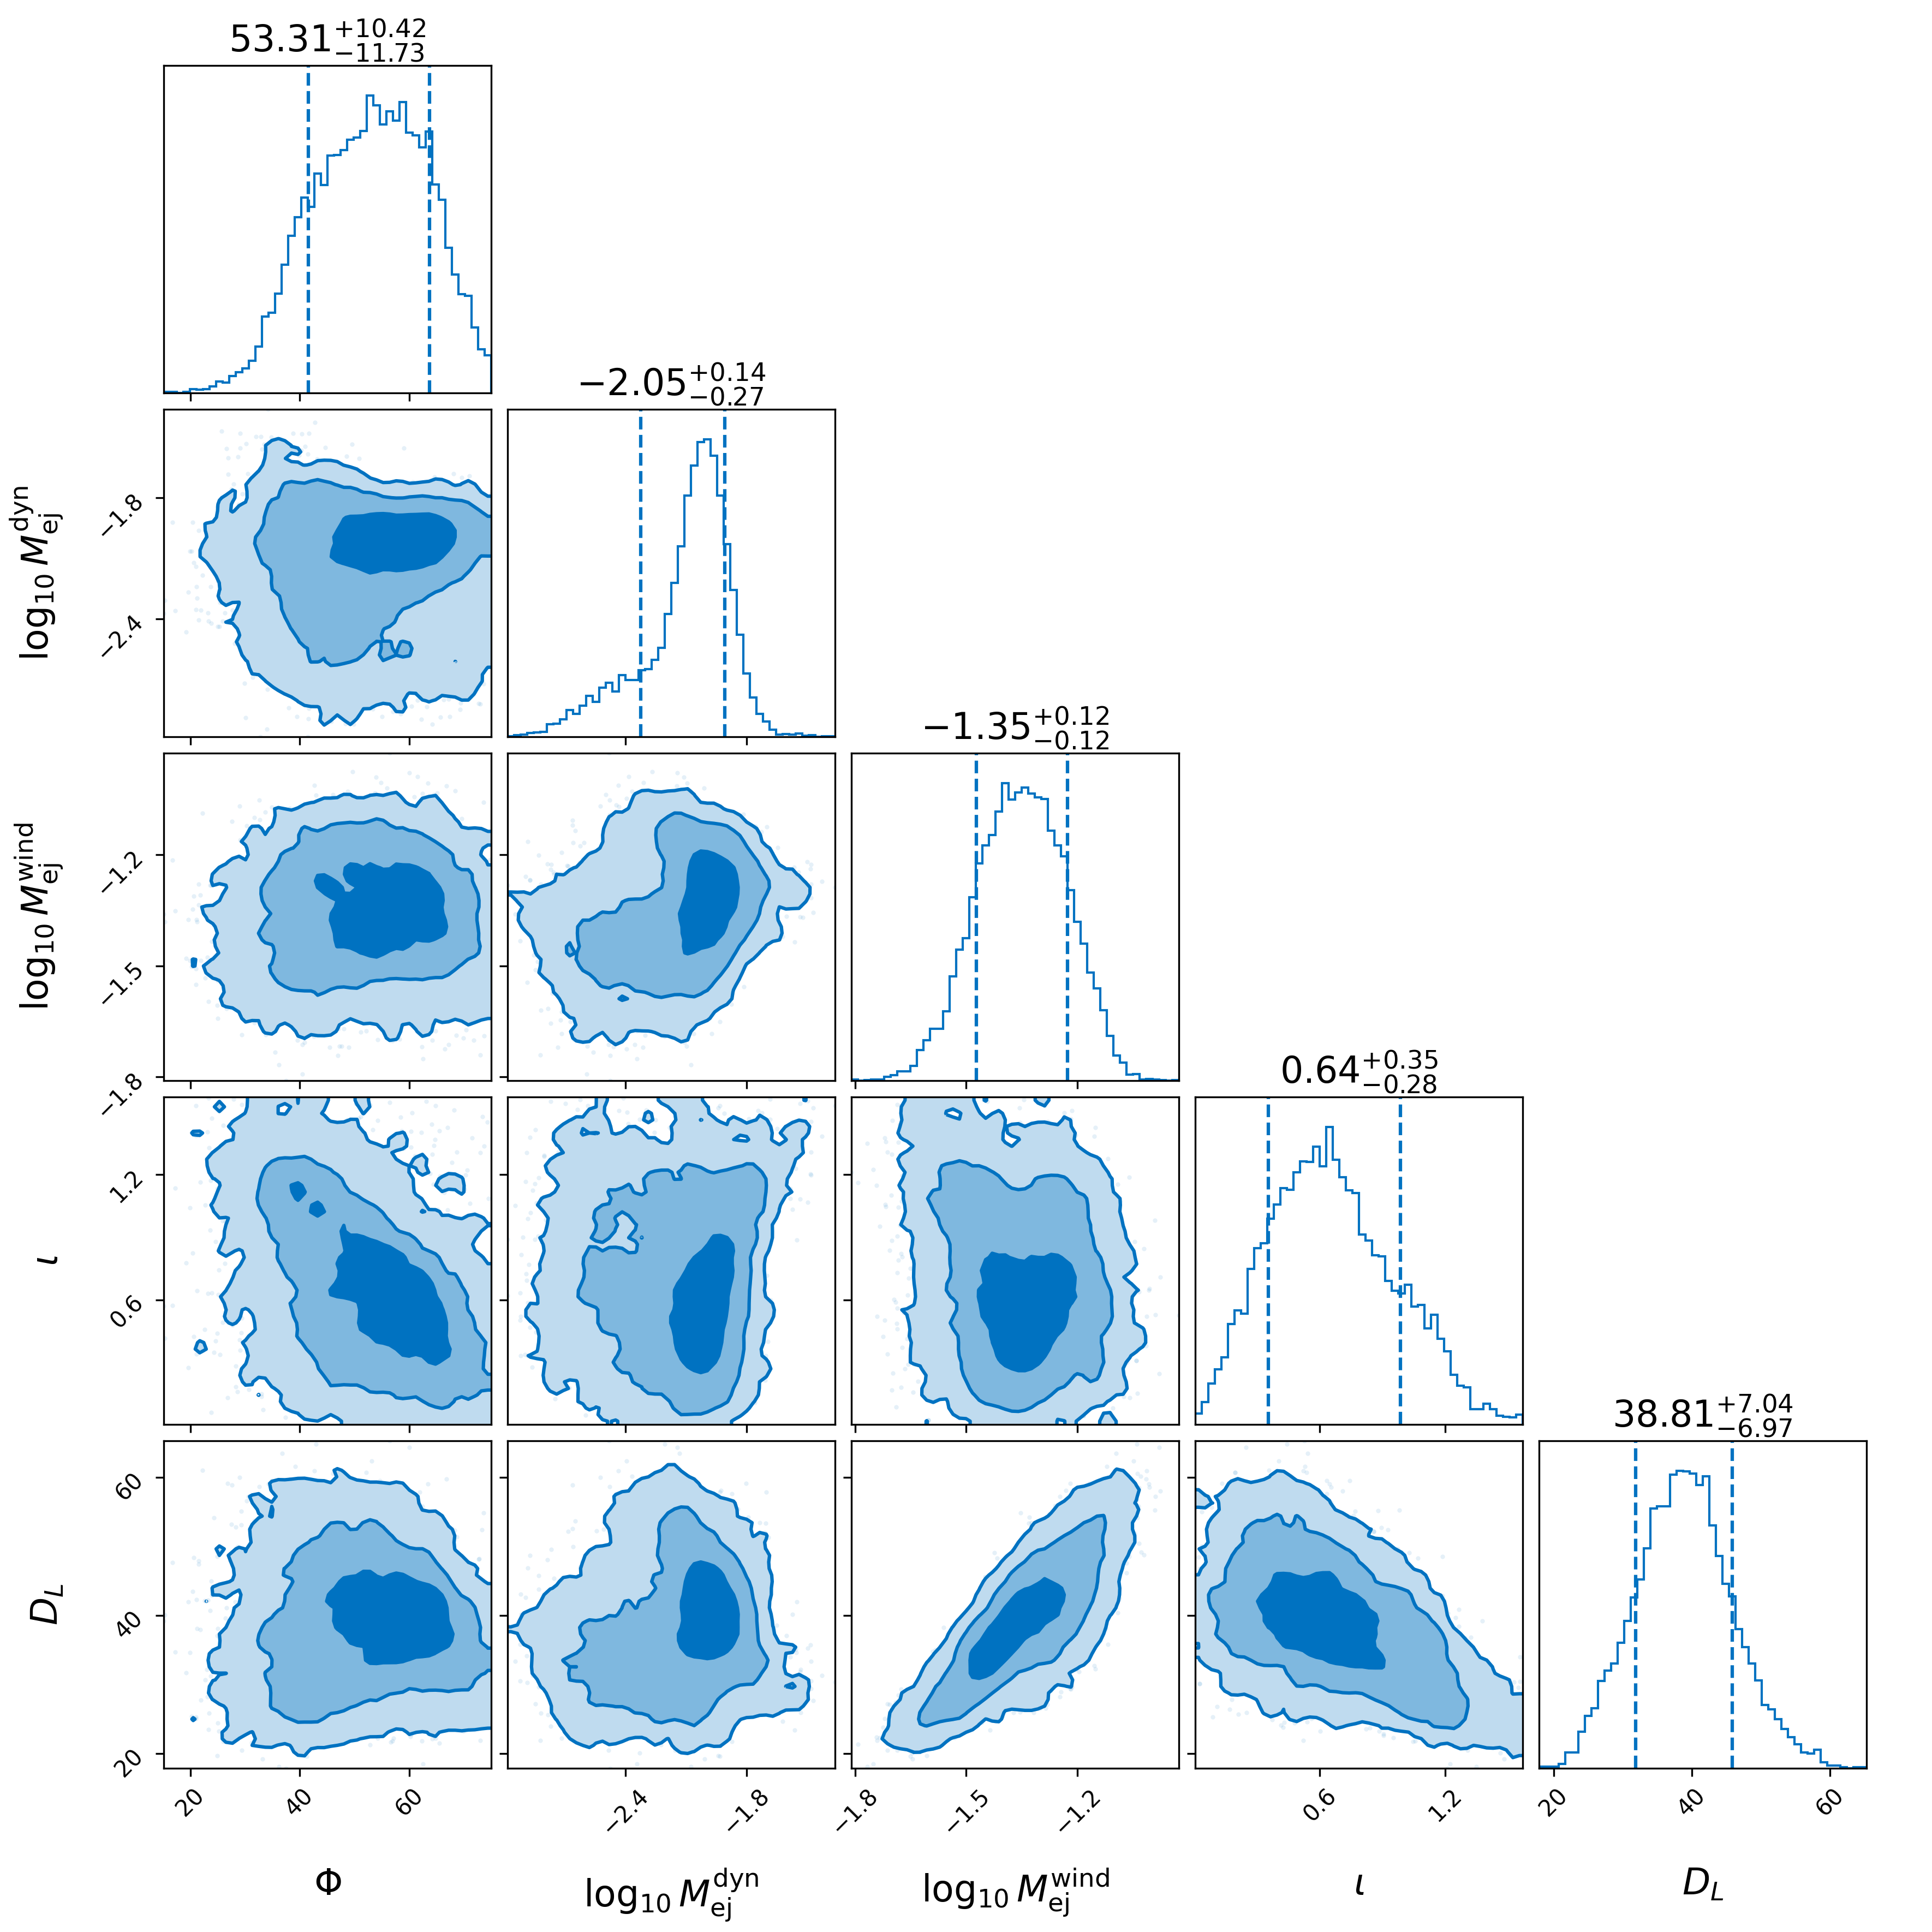 53.31+10.42−11.73
−2.05+0.14−0.27
log10 Mejdyn
−1.8
−2.4
−1.35+0.12−0.12
log10 Mejwind
−1.2
−1.5
−1.8
0.64+0.35−0.28
ι
1.2
0.6
38.81+7.04−6.97
DL
60
40
20
20 40 60 −2.4 −1.8 −1.8 −1.5 −1.2 0.6 1.2 20 40 60
Φ log10 Mejdyn log10 Mejwind ι DL